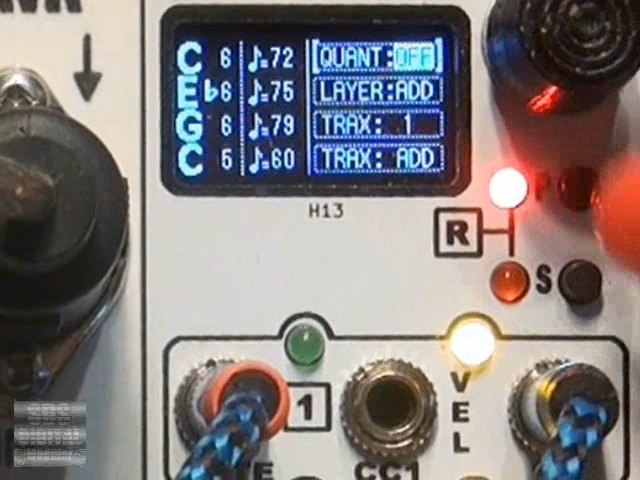 C 6 ♪=72 [QUANT:OFF]
E♭6 ♪=75 LAYER:ADD
G 6 ♪=79 TRAX: 1
C 5 ♪=60 TRAX: ADD
H13
P
R
S
1
VEL
CC1